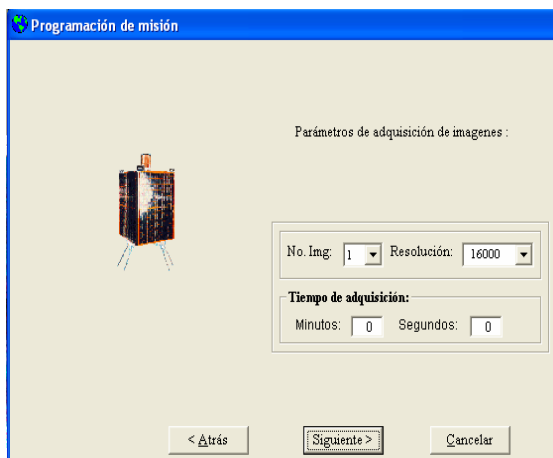 Programación de misión
Parámetros de adquisición de imagenes :
No. Img: 1 Resolución: 16000
Tiempo de adquisición:
Minutos: 0 Segundos: 0
< Atrás Siguiente > Cancelar